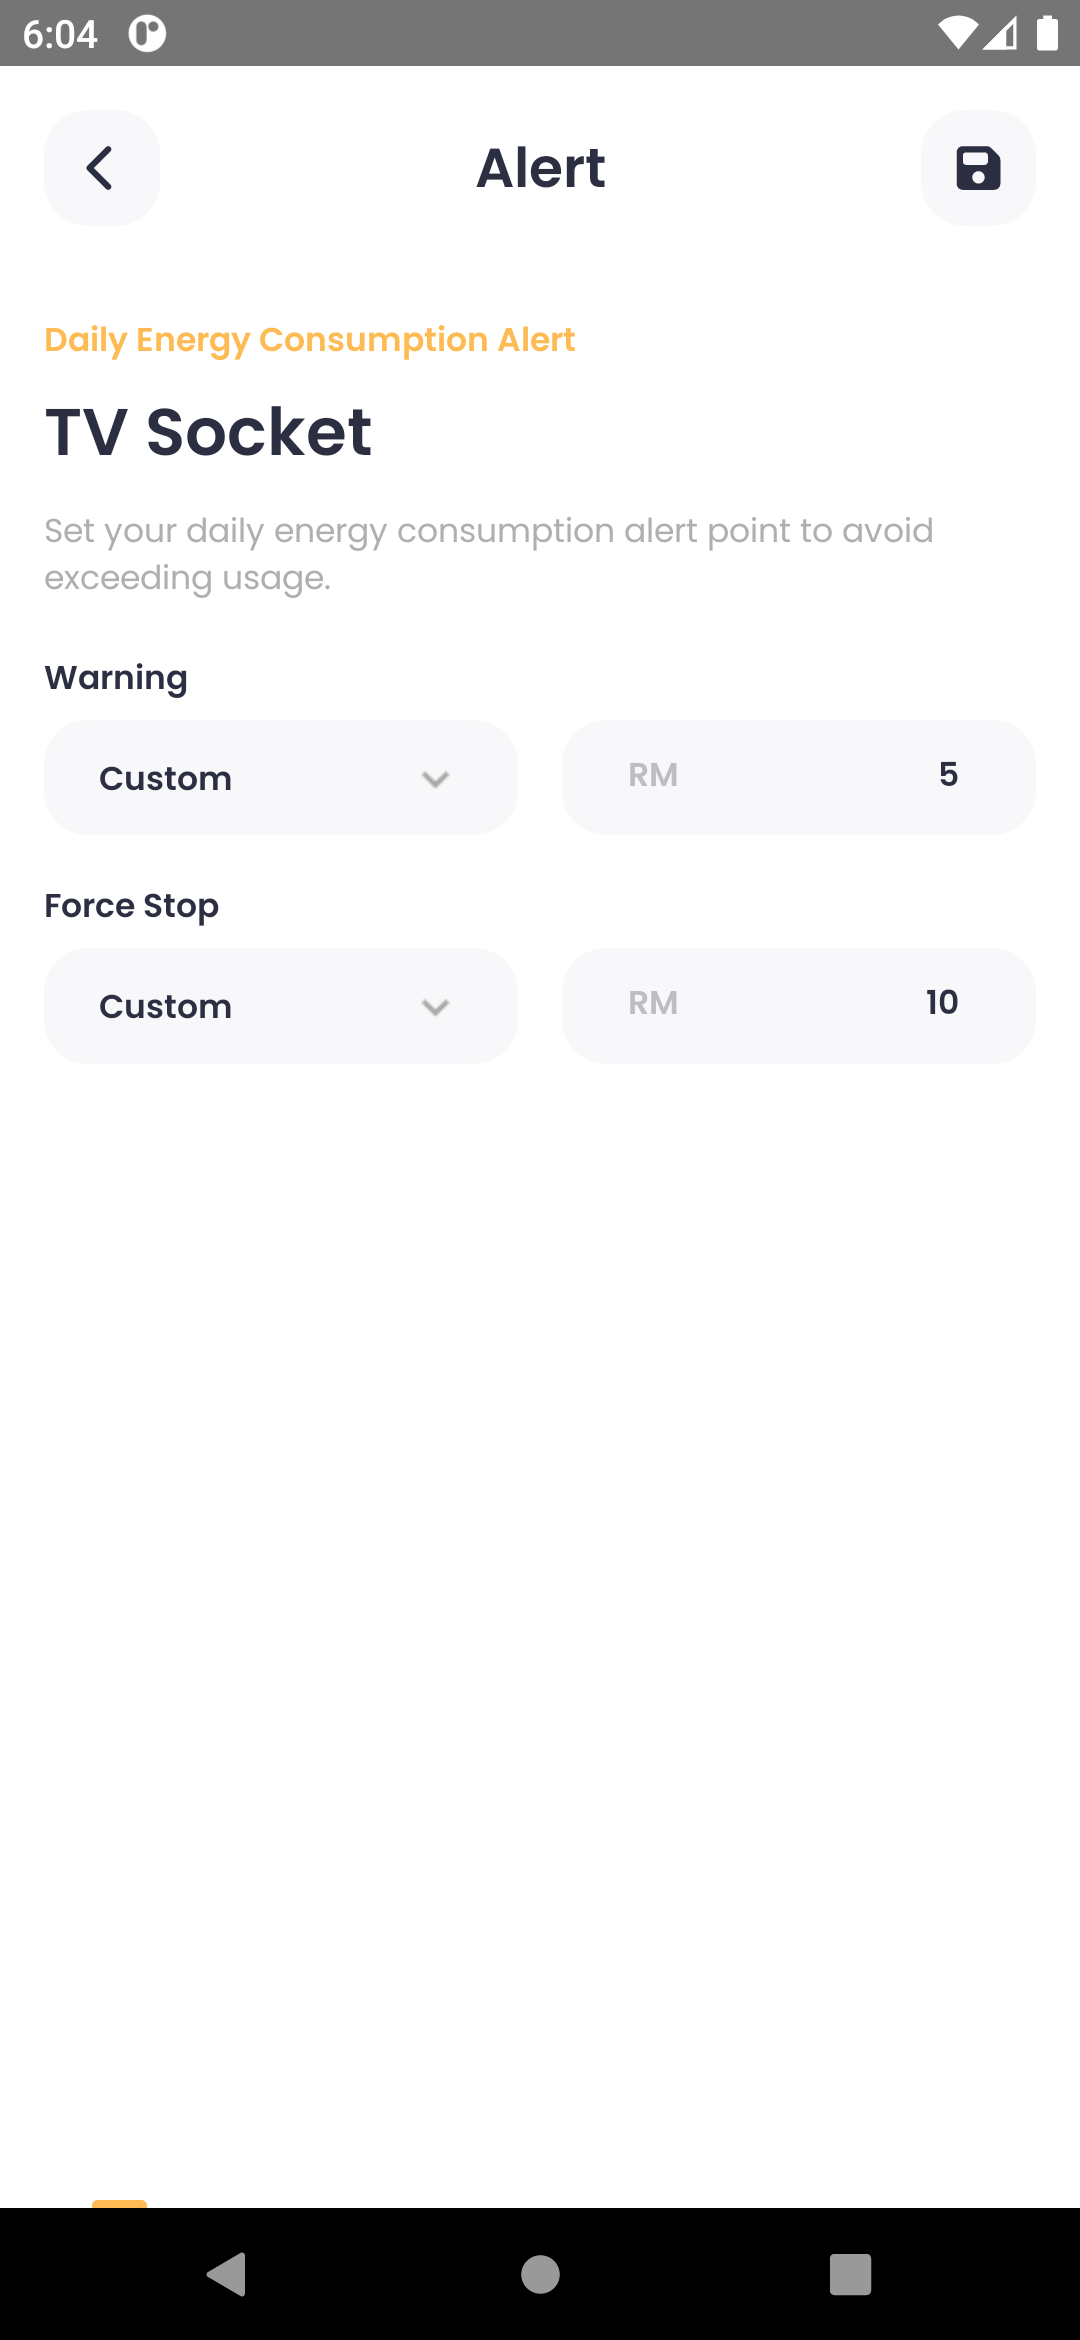 6:04
Alert
Daily Energy Consumption Alert
TV Socket
Set your daily energy consumption alert point to avoid
exceeding usage.
Warning
Custom
RM 5
Force Stop
Custom
RM 10